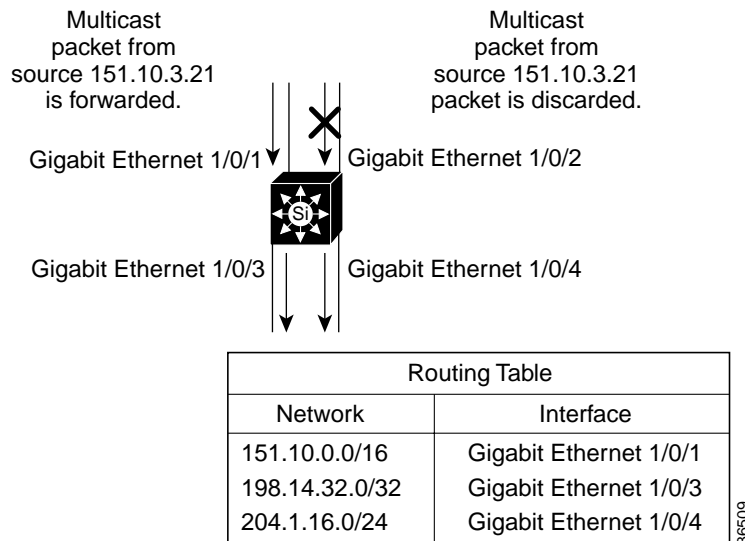 Multicast
packet from
source 151.10.3.21
is forwarded.
Multicast
packet from
source 151.10.3.21
packet is discarded.
Gigabit Ethernet 1/0/1
Gigabit Ethernet 1/0/2
Si
Gigabit Ethernet 1/0/3
Gigabit Ethernet 1/0/4
Routing Table
Network Interface
151.10.0.0/16 Gigabit Ethernet 1/0/1
198.14.32.0/32 Gigabit Ethernet 1/0/3
204.1.16.0/24 Gigabit Ethernet 1/0/4